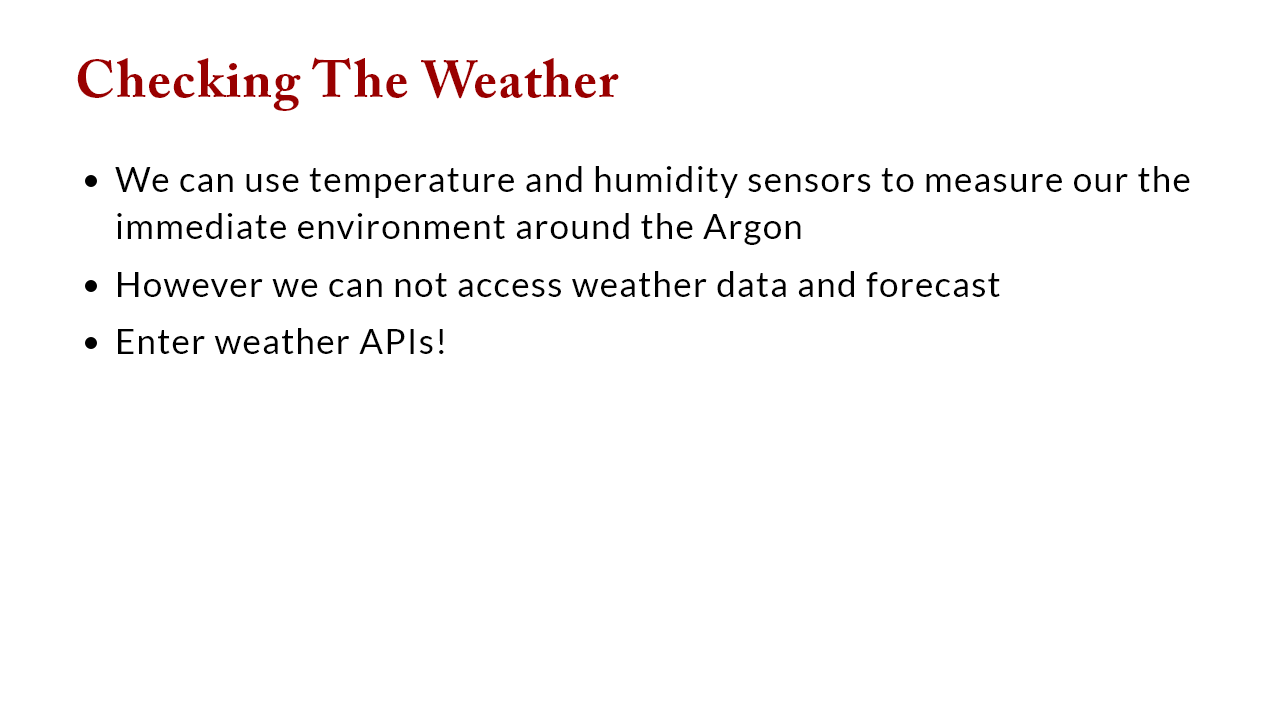 Checking The Weather
• We can use temperature and humidity sensors to measure our the
immediate environment around the Argon
• However we can not access weather data and forecast
• Enter weather APIs!